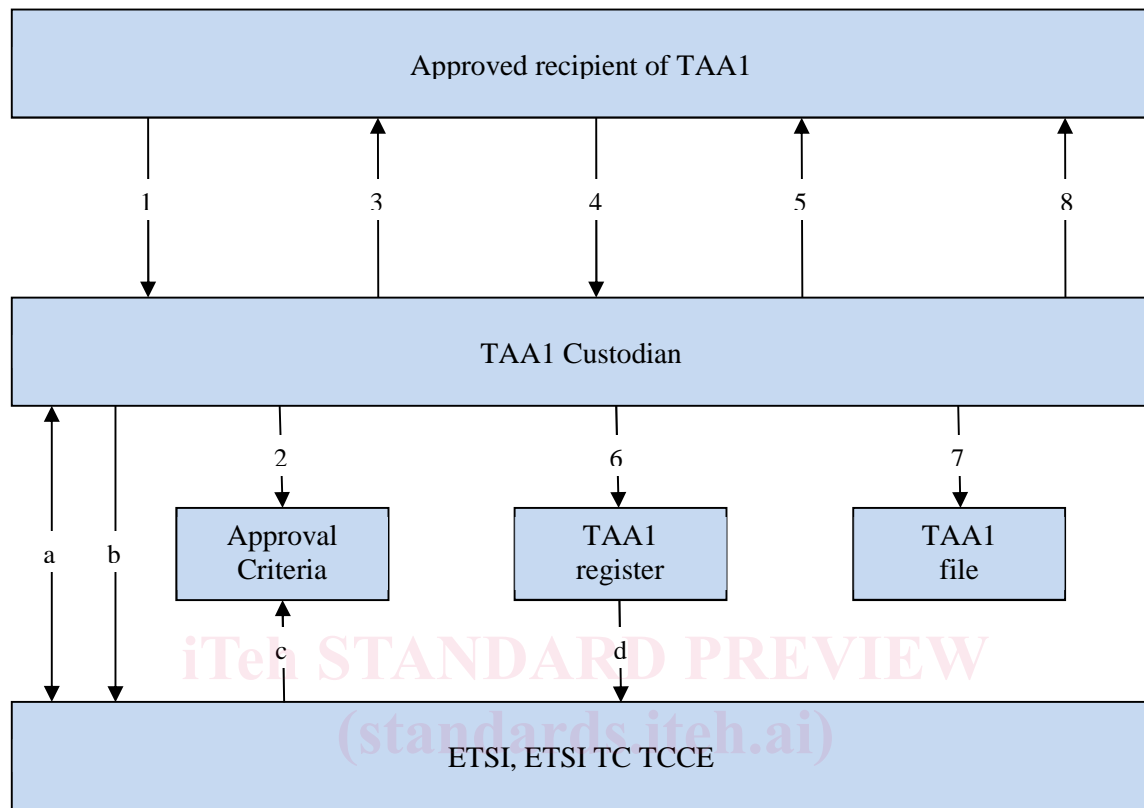 Approved recipient of TAA1
1
3
4
5
8
TAA1 Custodian
2
6
7
a
b
Approval
Criteria
TAA1
register
TAA1
file
c
d
iTeh STANDARD PREVIEW
(standards.iteh.ai)
ETSI, ETSI TC TCCE